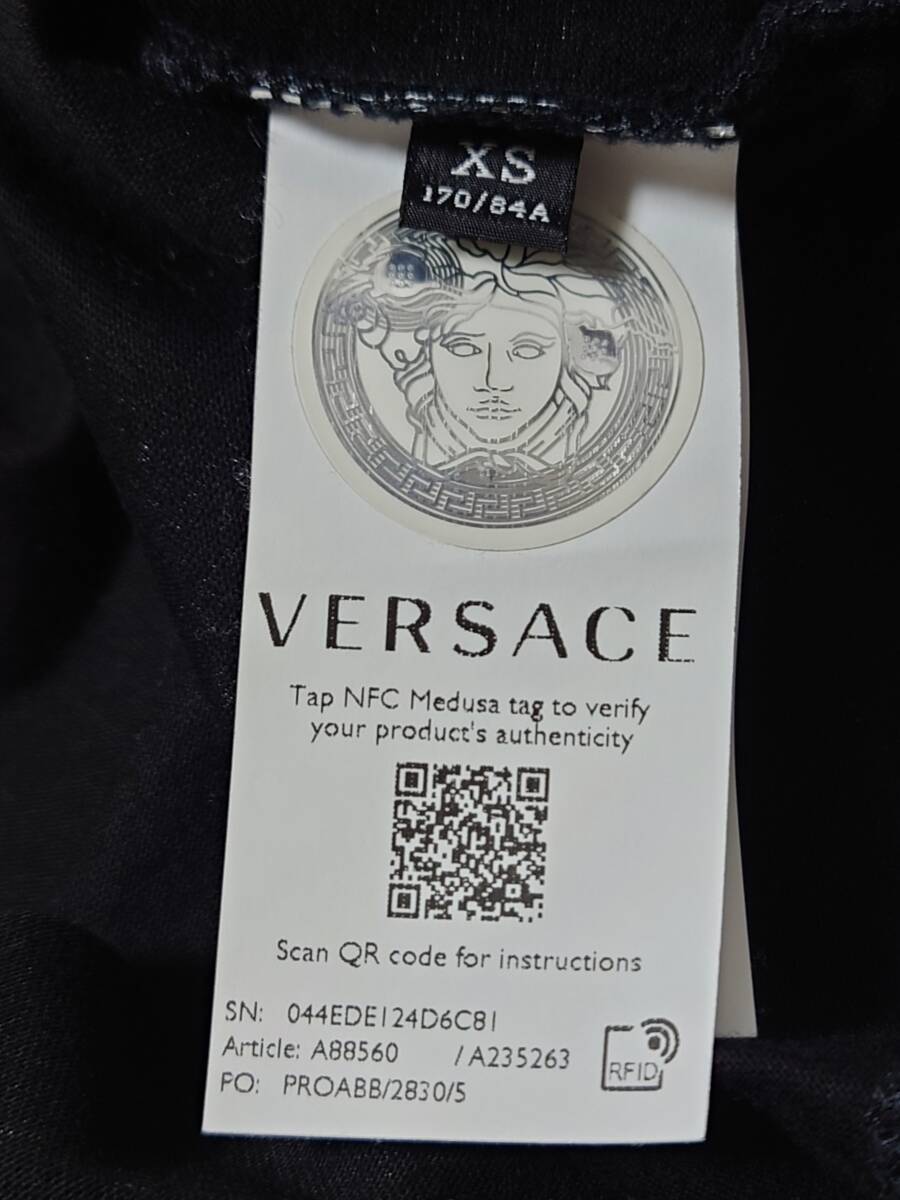 XS
170/84A
VERSACE
Tap NFC Medusa tag to verify
your product's authenticity
Scan QR code for instructions
SN: 044EDE124D6C81
Article: A88560 /A235263
PO: PROABB/2830/5
RFID